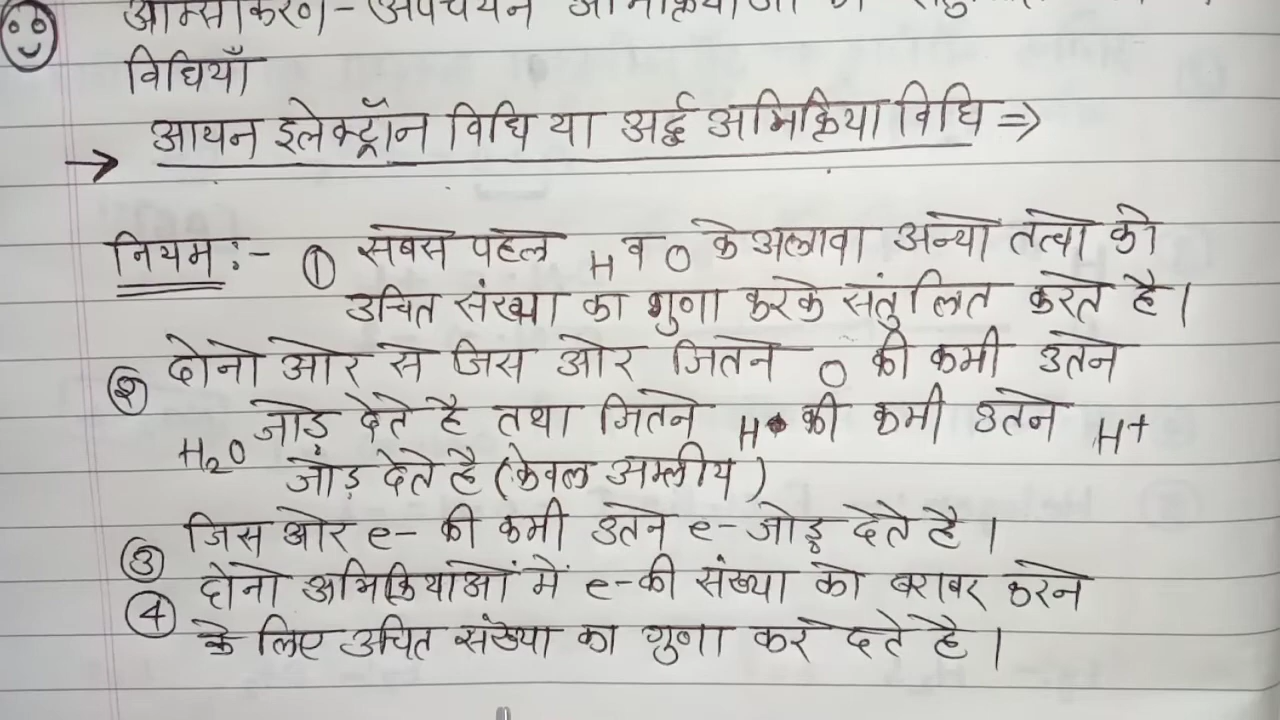 विधियाँ
आयन इलेक्ट्रॉन विधि या अर्द्ध अभिक्रिया विधि ⇒
नियम :- ① सबसे पहले H व O के अलावा अन्यो तत्वो को
उचित संख्या का गुणा करके संतुलित करते है।
② दोनो ओर से जिस ओर जितने O की कमी उतने
H₂O जोड़ देते है तथा जितने H की कमी उतने H+
जोड़ देते है (केवल अम्लीय)
③ जिस ओर e- की कमी उतने e- जोड़ देते है।
④ दोनो अभिक्रियाओं में e- की संख्या को बराबर करने
के लिए उचित संख्या का गुणा कर देते है।